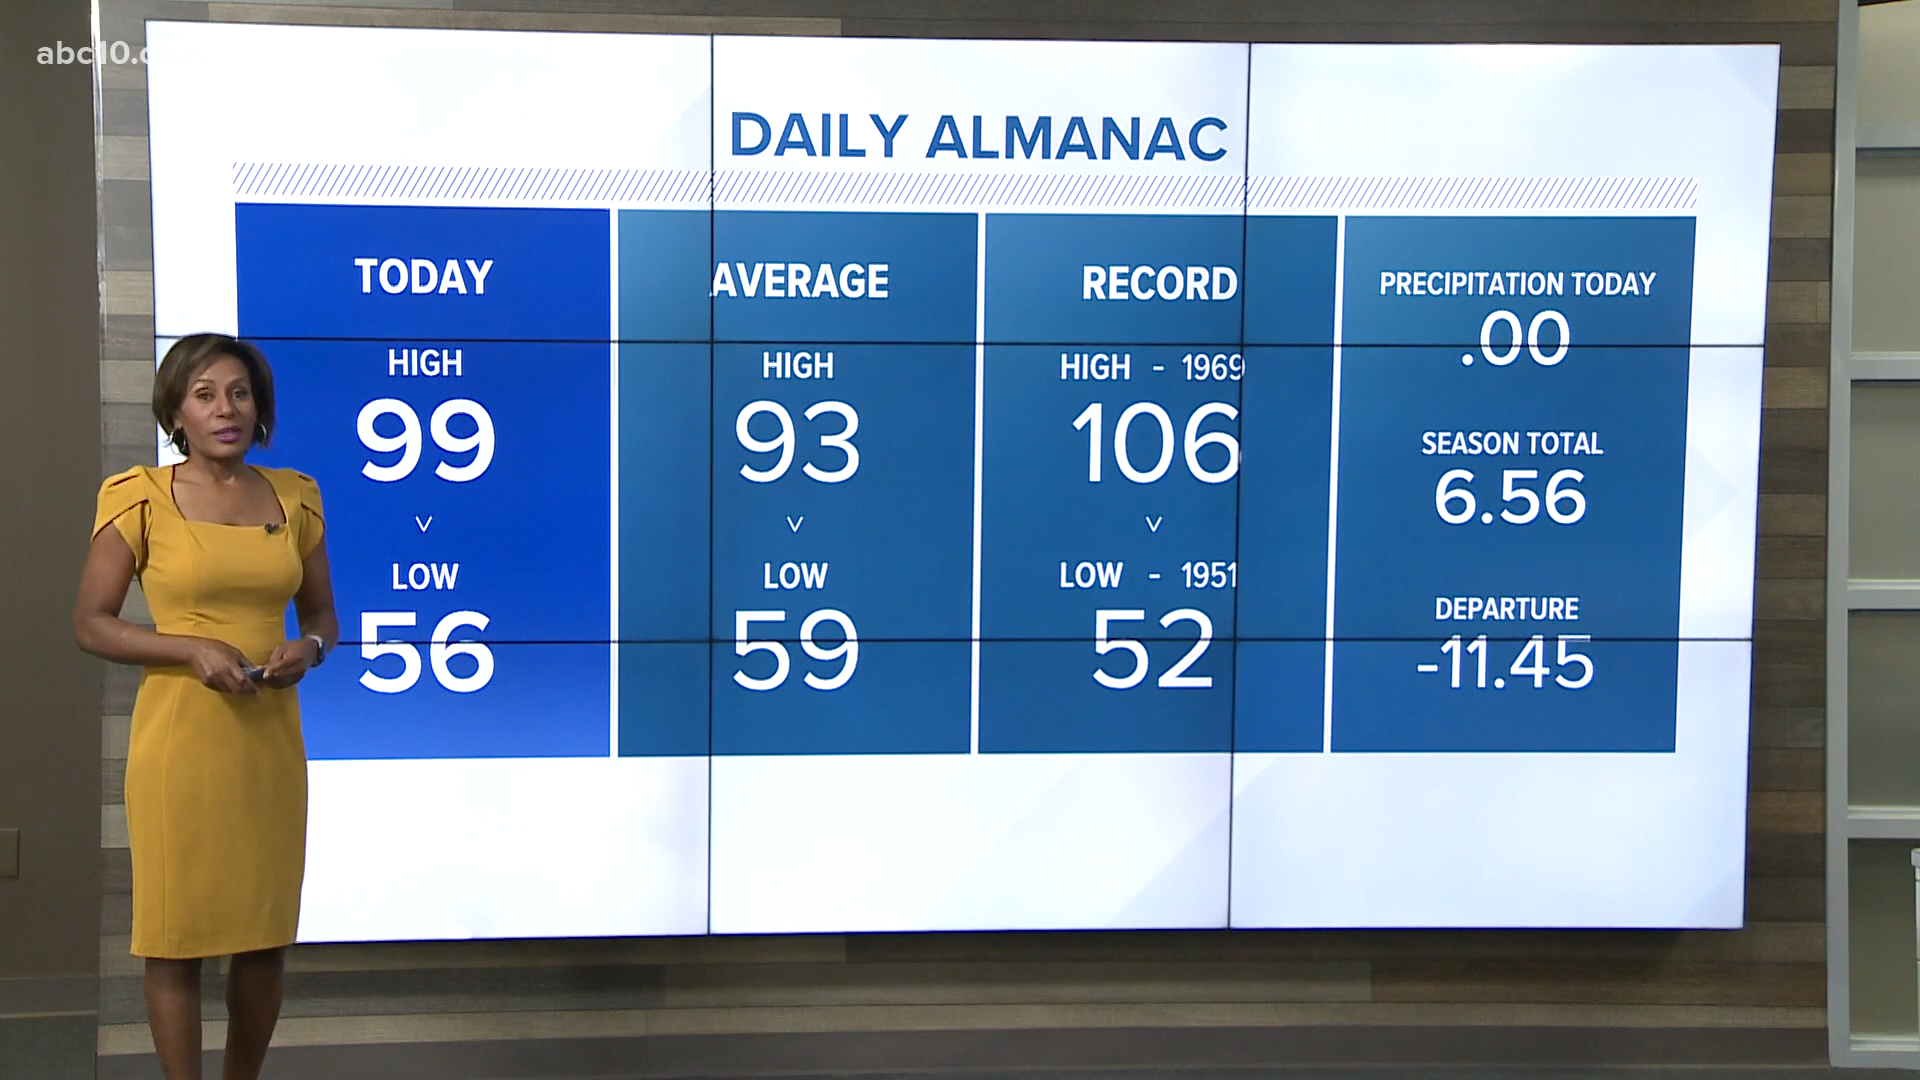 abc10.c
DAILY ALMANAC
TODAY
HIGH
99
LOW
56
AVERAGE
HIGH
93
LOW
59
RECORD
HIGH - 1969
106
LOW - 1951
52
PRECIPITATION TODAY
.00
SEASON TOTAL
6.56
DEPARTURE
-11.45